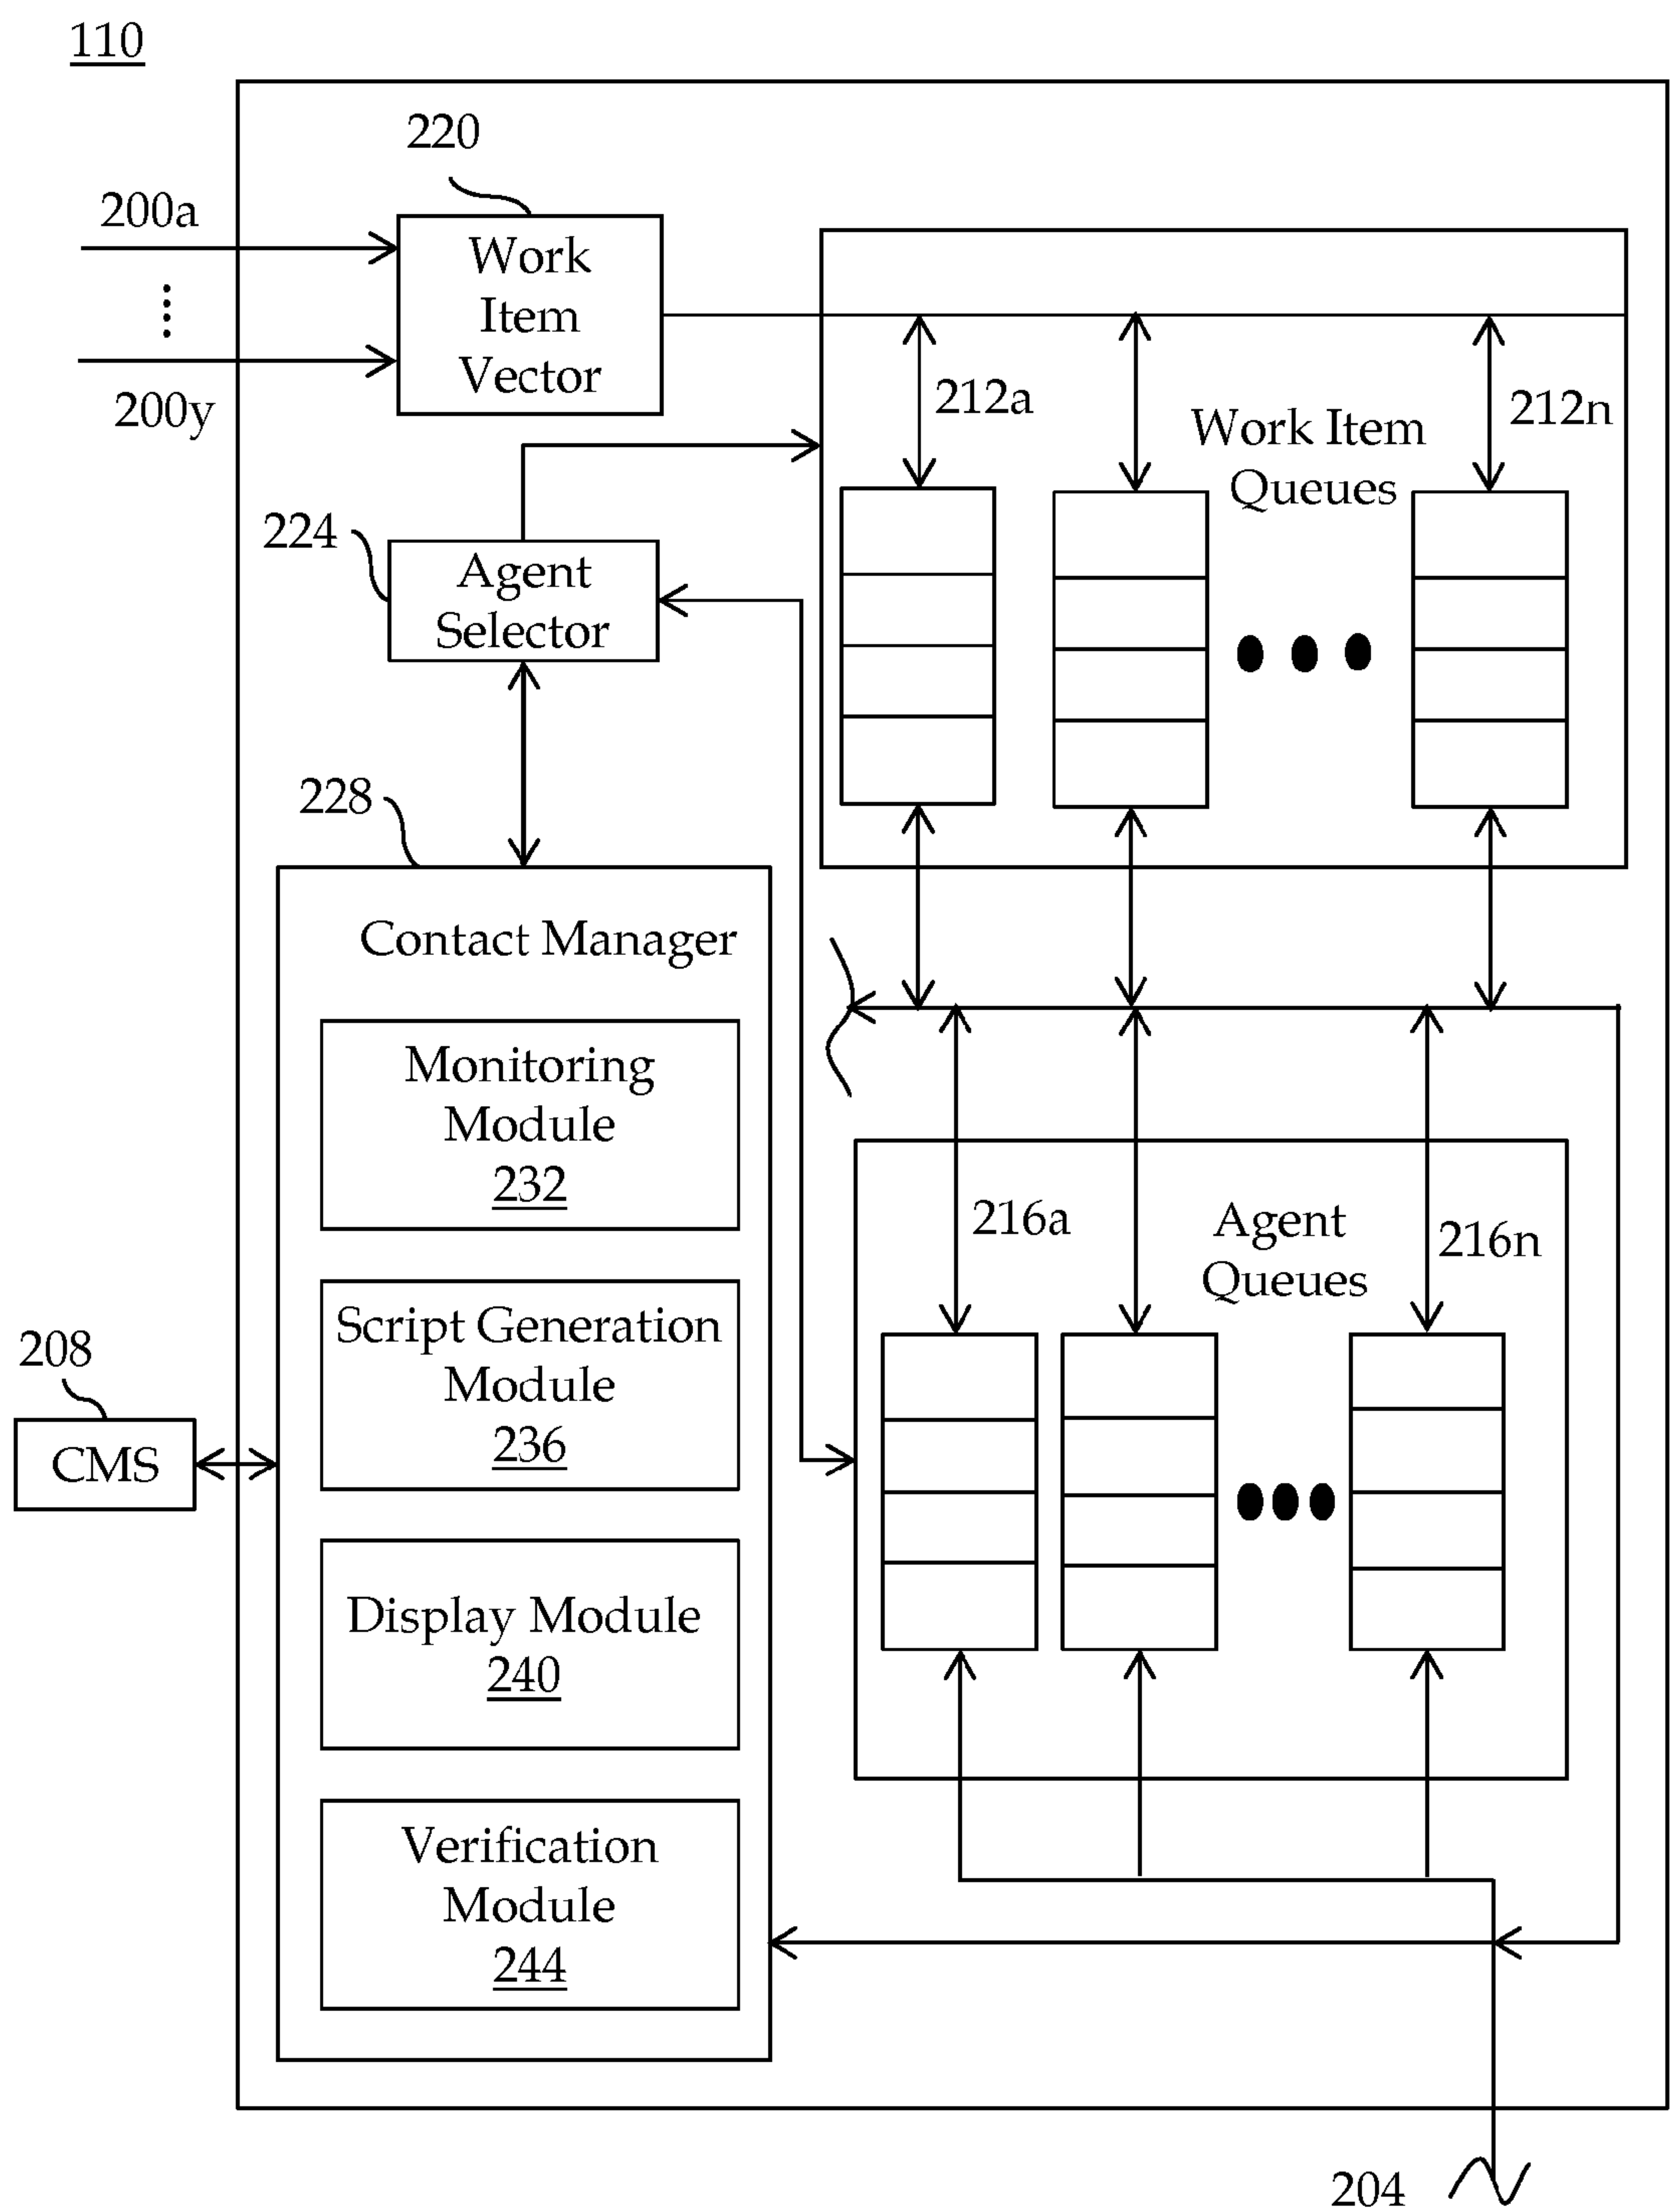 110
220
200a
200y
Work
Item
Vector
212a
Work Item
Queues
212n
224
Agent
Selector
228
Contact Manager
Monitoring
Module
232
Script Generation
Module
236
Display Module
240
Verification
Module
244
208
CMS
216a
Agent
Queues
216n
204